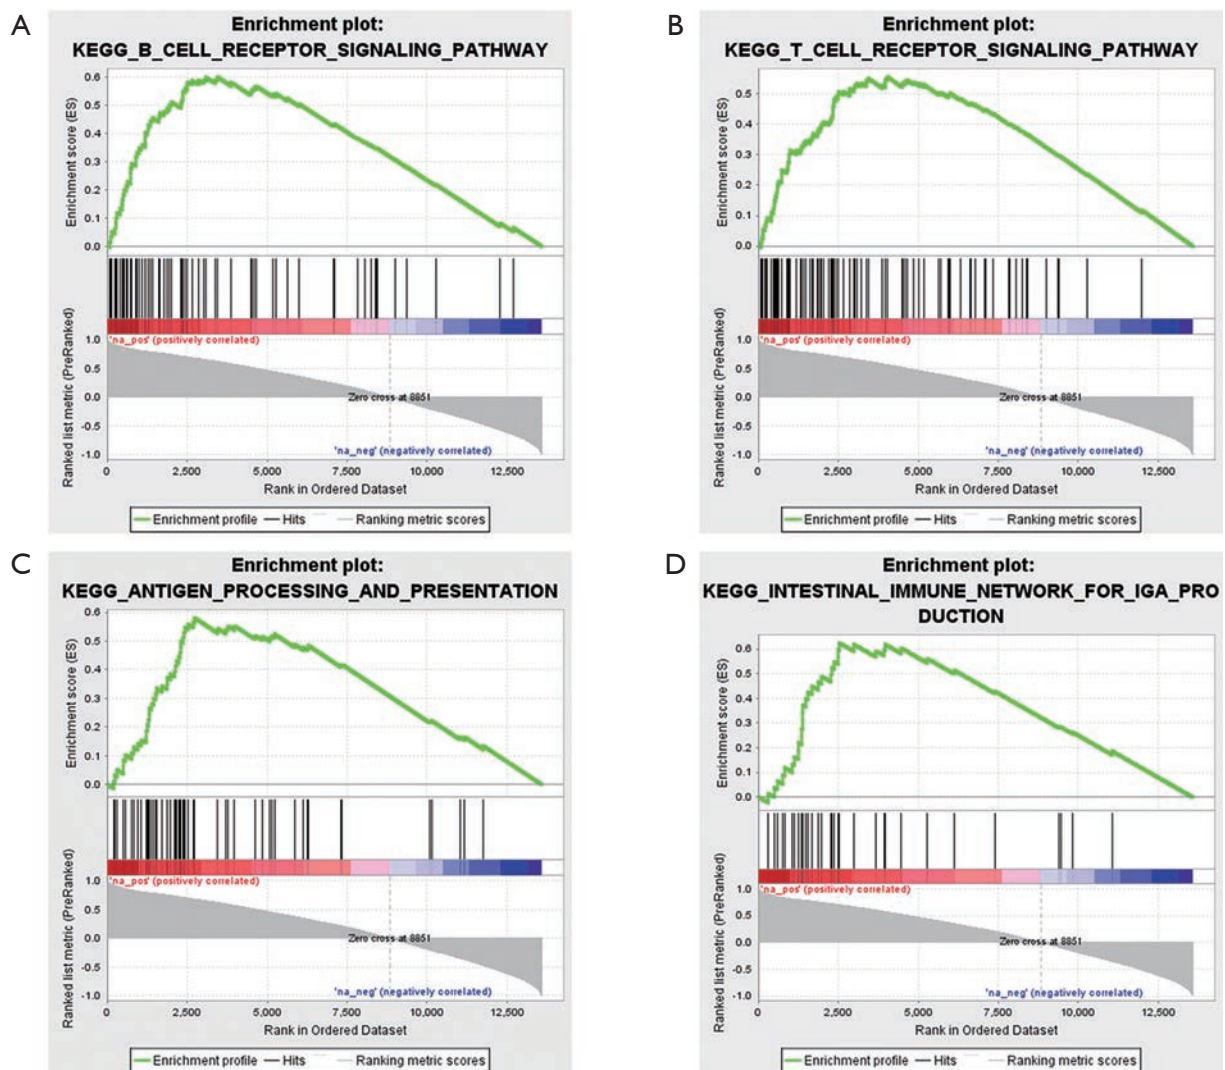 A
Enrichment plot:
KEGG_B_CELL_RECEPTOR_SIGNALING_PATHWAY
Enrichment score (ES)
0.6
0.5
0.4
0.3
0.2
0.1
0.0
'na_pos' (positively correlated)
Ranked list metric (PreRanked)
1.0
0.5
0.0
-0.5
-1.0
Zero cross at 8851
'na_neg' (negatively correlated)
0 2,500 5,000 7,500 10,000 12,500
Rank in Ordered Dataset
Enrichment profile Hits Ranking metric scores
B
Enrichment plot:
KEGG_T_CELL_RECEPTOR_SIGNALING_PATHWAY
Enrichment score (ES)
0.5
0.4
0.3
0.2
0.1
0.0
'na_pos' (positively correlated)
Ranked list metric (PreRanked)
1.0
0.5
0.0
-0.5
-1.0
Zero cross at 8851
'na_neg' (negatively correlated)
0 2,500 5,000 7,500 10,000 12,500
Rank in Ordered Dataset
Enrichment profile Hits Ranking metric scores
C
Enrichment plot:
KEGG_ANTIGEN_PROCESSING_AND_PRESENTATION
Enrichment score (ES)
0.6
0.5
0.4
0.3
0.2
0.1
0.0
'na_pos' (positively correlated)
Ranked list metric (PreRanked)
1.0
0.5
0.0
-0.5
-1.0
Zero cross at 8851
'na_neg' (negatively correlated)
0 2,500 5,000 7,500 10,000 12,500
Rank in Ordered Dataset
Enrichment profile Hits Ranking metric scores
D
Enrichment plot:
KEGG_INTESTINAL_IMMUNE_NETWORK_FOR_IGA_PRO
DUCTION
Enrichment score (ES)
0.6
0.5
0.4
0.3
0.2
0.1
0.0
'na_pos' (positively correlated)
Ranked list metric (PreRanked)
1.0
0.5
0.0
-0.5
-1.0
Zero cross at 8851
'na_neg' (negatively correlated)
0 2,500 5,000 7,500 10,000 12,500
Rank in Ordered Dataset
Enrichment profile Hits Ranking metric scores